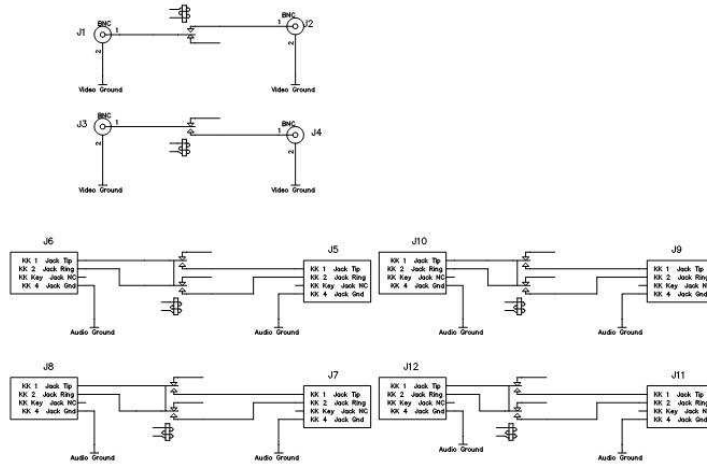 BNC
J1
1
2
Video Ground
BNC
J2
1
2
Video Ground
BNC
J3
1
2
Video Ground
BNC
J4
1
2
Video Ground
J6
KK 1 Jack Tip
KK 2 Jack Ring
KK Key Jack NC
KK 4 Jack Gnd
Audio Ground
J5
KK 1 Jack Tip
KK 2 Jack Ring
KK Key Jack NC
KK 4 Jack Gnd
Audio Ground
J10
KK 1 Jack Tip
KK 2 Jack Ring
KK Key Jack NC
KK 4 Jack Gnd
Audio Ground
J9
KK 1 Jack Tip
KK 2 Jack Ring
KK Key Jack NC
KK 4 Jack Gnd
Audio Ground
J8
KK 1 Jack Tip
KK 2 Jack Ring
KK Key Jack NC
KK 4 Jack Gnd
Audio Ground
J7
KK 1 Jack Tip
KK 2 Jack Ring
KK Key Jack NC
KK 4 Jack Gnd
Audio Ground
J12
KK 1 Jack Tip
KK 2 Jack Ring
KK Key Jack NC
KK 4 Jack Gnd
Audio Ground
J11
KK 1 Jack Tip
KK 2 Jack Ring
KK Key Jack NC
KK 4 Jack Gnd
Audio Ground